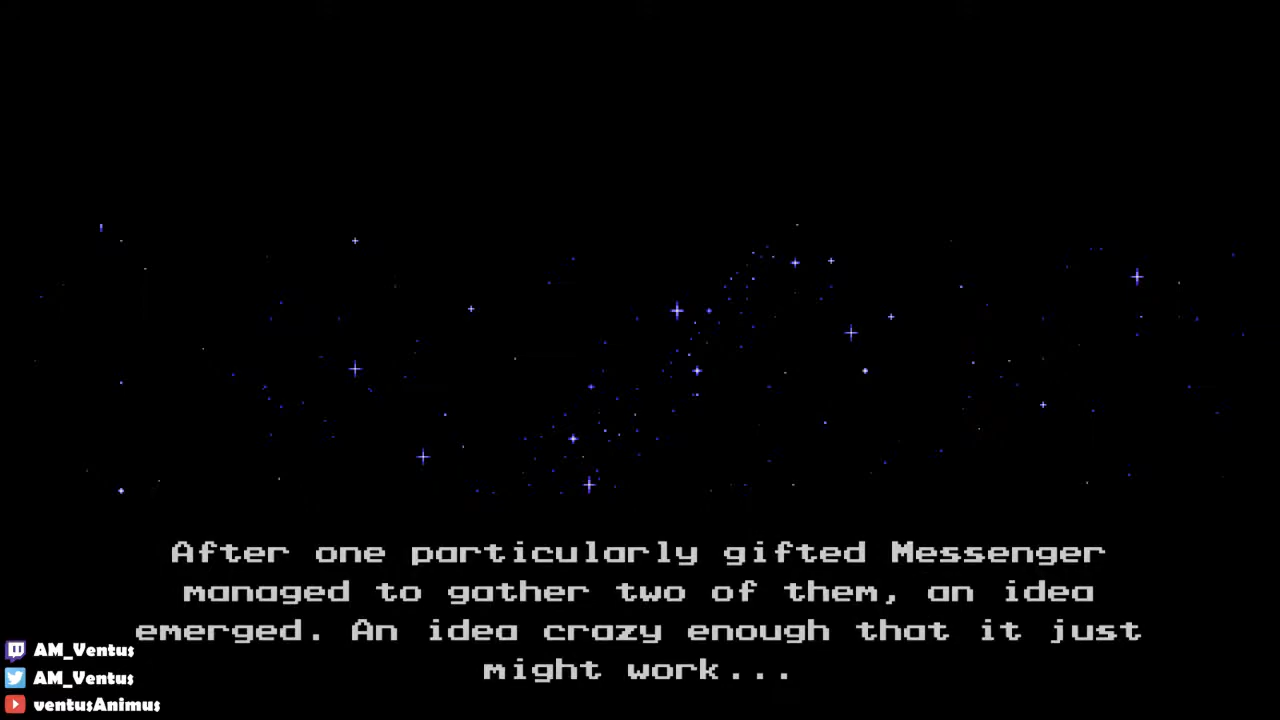 After one particularly gifted Messenger
managed to gather two of them, an idea
emerged. An idea crazy enough that it just
might work...
AM_Ventus
AM_Ventus
ventusAnimus